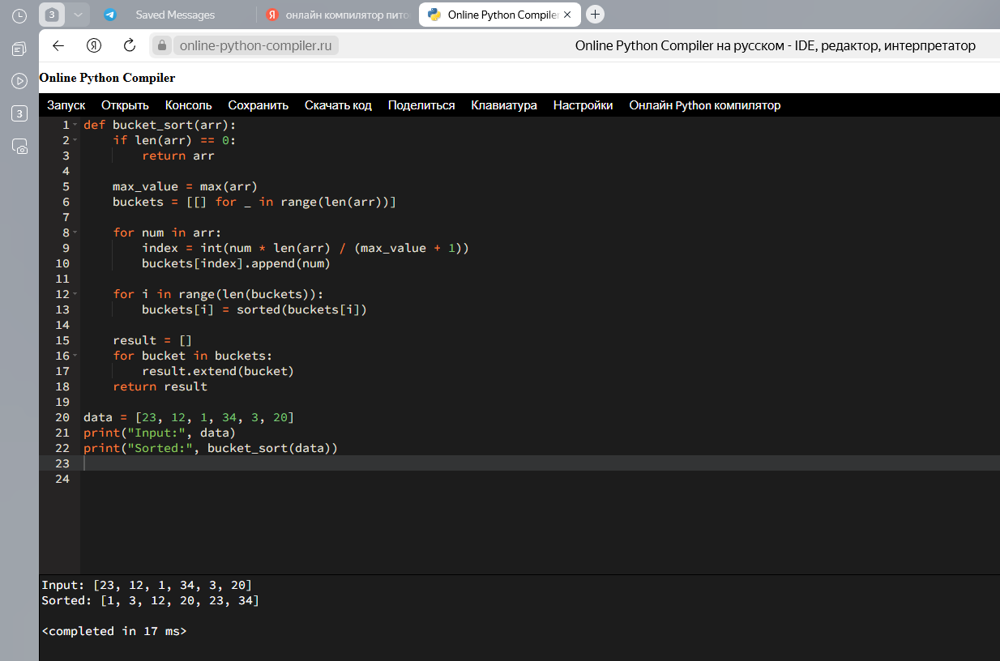 3 Saved Messages Я онлайн компилятор пито Online Python Compiler
Я online-python-compiler.ru Online Python Compiler на русском - IDE, редактор, интерпретатор
3
Online Python Compiler
Запуск Открыть Консоль Сохранить Скачать код Поделиться Клавиатура Настройки Онлайн Python компилятор
1 def bucket_sort(arr):
2     if len(arr) == 0:
3         return arr
4
5     max_value = max(arr)
6     buckets = [[] for _ in range(len(arr))]
7
8     for num in arr:
9         index = int(num * len(arr) / (max_value + 1))
10         buckets[index].append(num)
11
12     for i in range(len(buckets)):
13         buckets[i] = sorted(buckets[i])
14
15     result = []
16     for bucket in buckets:
17         result.extend(bucket)
18     return result
19
20 data = [23, 12, 1, 34, 3, 20]
21 print("Input:", data)
22 print("Sorted:", bucket_sort(data))
23
24
Input: [23, 12, 1, 34, 3, 20]
Sorted: [1, 3, 12, 20, 23, 34]
<completed in 17 ms>